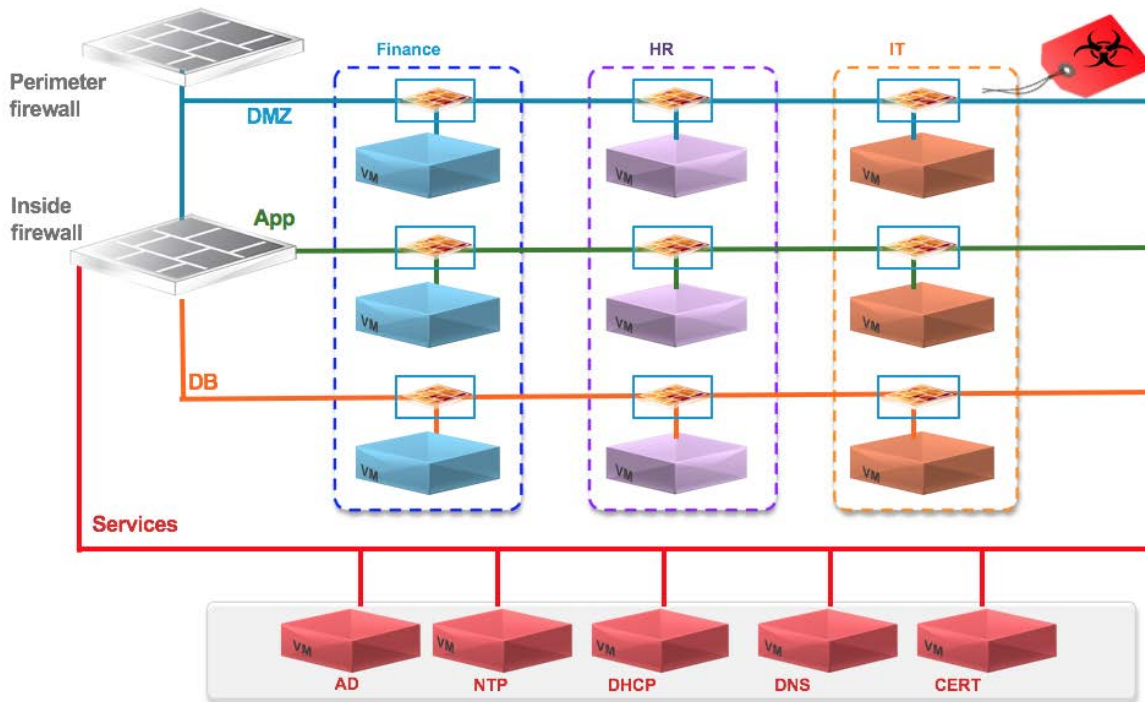 Finance
HR
IT
Perimeter
firewall
DMZ
VM
VM
VM
Inside
firewall
App
VM
VM
VM
DB
VM
VM
VM
Services
VM
VM
VM
VM
VM
AD
NTP
DHCP
DNS
CERT